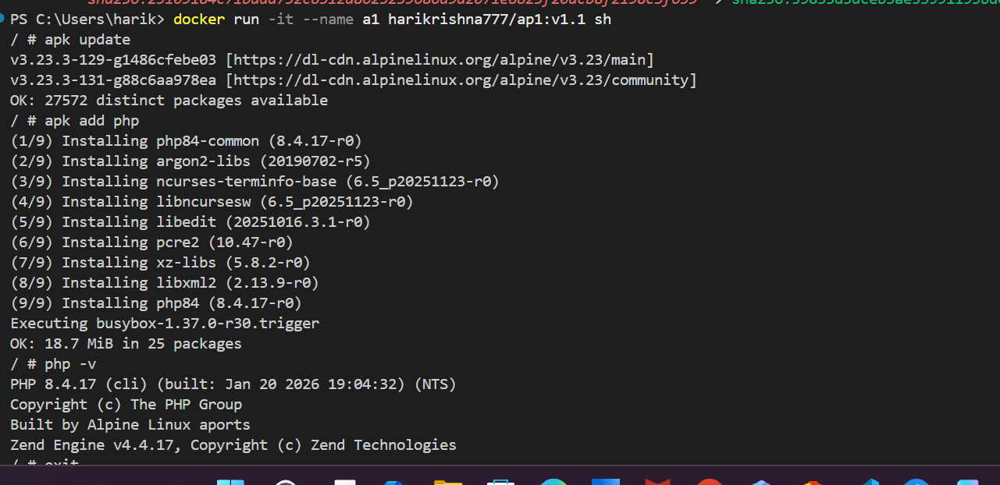 PS C:\Users\harik> docker run -it --name a1 harikrishna777/ap1:v1.1 sh
/ # apk update
v3.23.3-129-g1486cfebe03 [https://dl-cdn.alpinelinux.org/alpine/v3.23/main]
v3.23.3-131-g88c6aa978ea [https://dl-cdn.alpinelinux.org/alpine/v3.23/community]
OK: 27572 distinct packages available
/ # apk add php
(1/9) Installing php84-common (8.4.17-r0)
(2/9) Installing argon2-libs (20190702-r5)
(3/9) Installing ncurses-terminfo-base (6.5_p20251123-r0)
(4/9) Installing libncursesw (6.5_p20251123-r0)
(5/9) Installing libedit (20251016.3.1-r0)
(6/9) Installing pcre2 (10.47-r0)
(7/9) Installing xz-libs (5.8.2-r0)
(8/9) Installing libxml2 (2.13.9-r0)
(9/9) Installing php84 (8.4.17-r0)
Executing busybox-1.37.0-r30.trigger
OK: 18.7 MiB in 25 packages
/ # php -v
PHP 8.4.17 (cli) (built: Jan 20 2026 19:04:32) (NTS)
Copyright (c) The PHP Group
Built by Alpine Linux aports
Zend Engine v4.4.17, Copyright (c) Zend Technologies
/ # exit